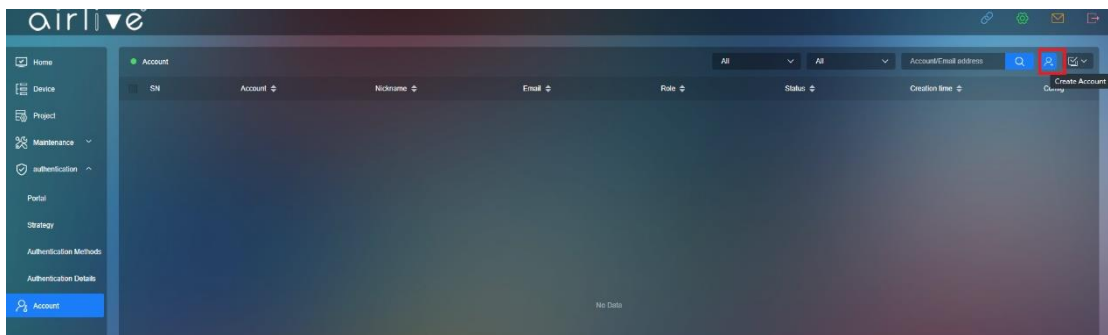 airlive
Home
Account
All
All
Account/Email address
Create Account
Device
SN Account Nickname Email Role Status Creation time Config
Project
Maintenance
authentication
Portal
Strategy
Authentication Methods
Authentication Details
Account
No Data